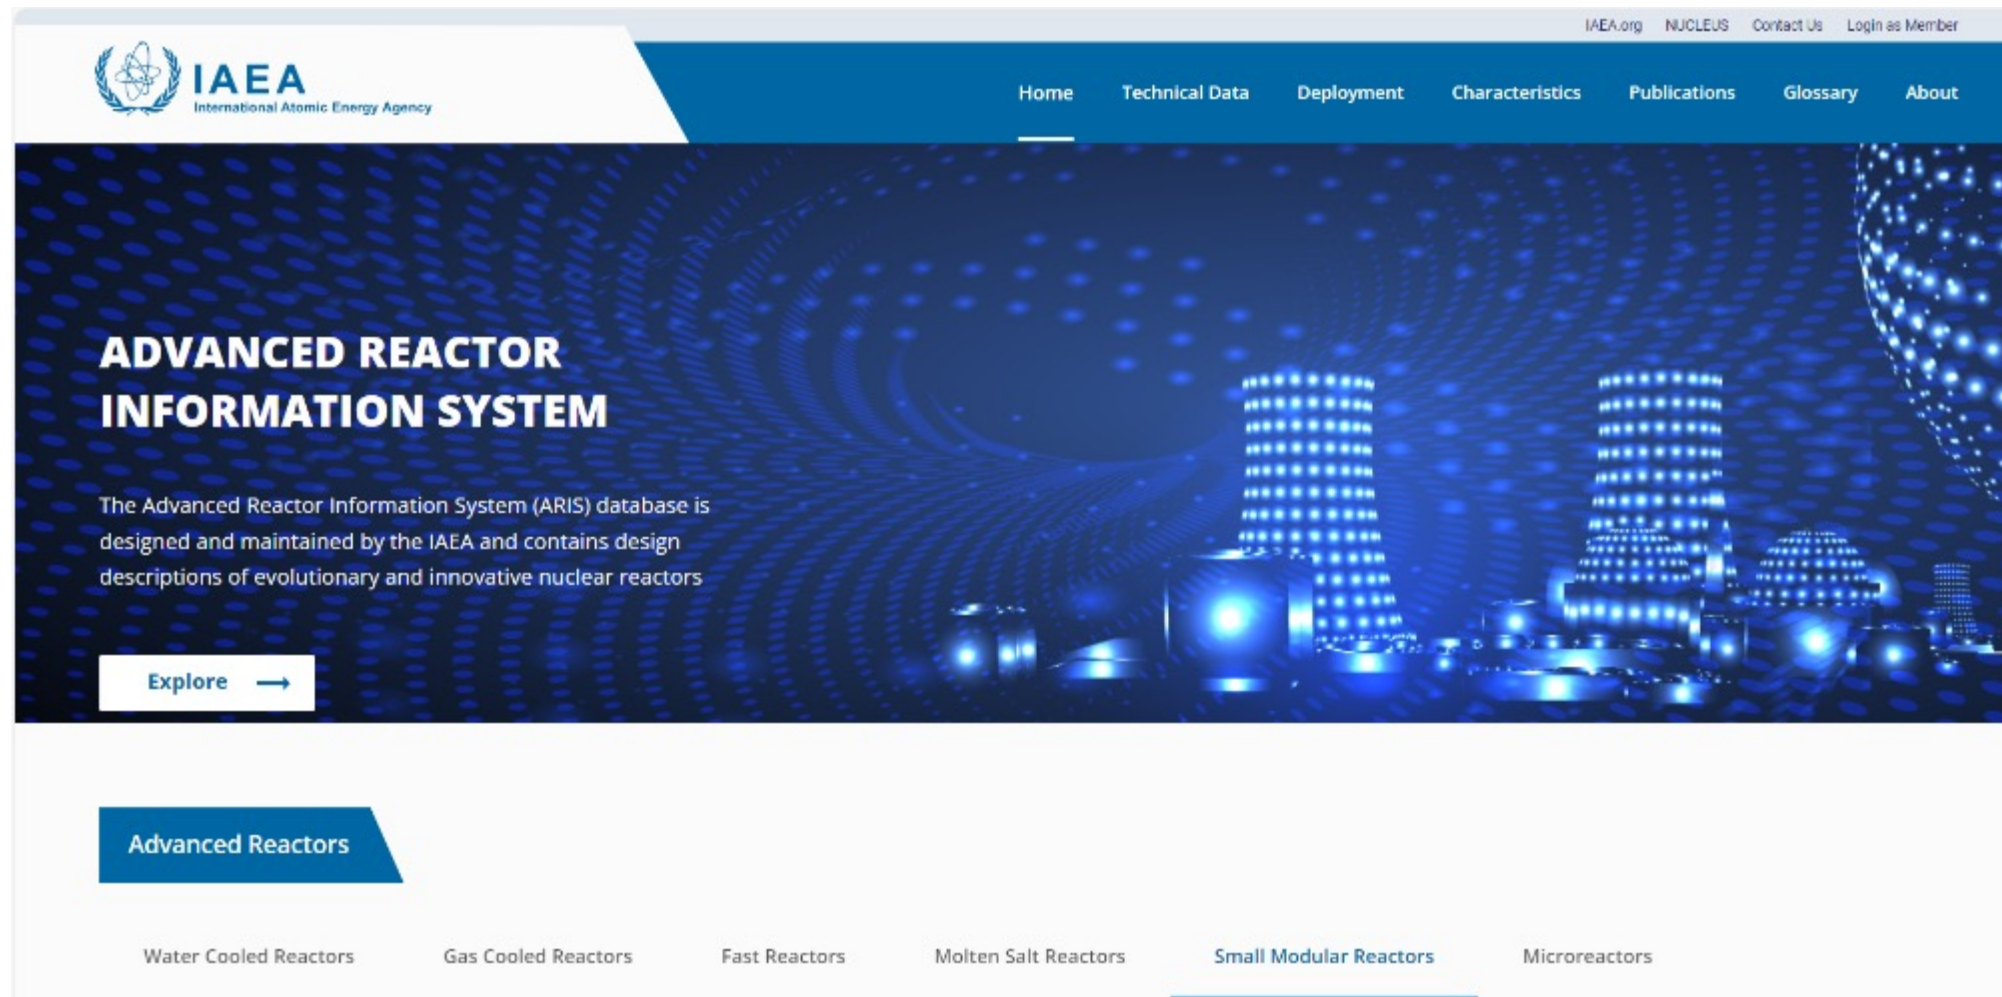 IAEA.org NUCLEUS Contact Us Login as Member
IAEA
International Atomic Energy Agency
Home Technical Data Deployment Characteristics Publications Glossary About
ADVANCED REACTOR
INFORMATION SYSTEM
The Advanced Reactor Information System (ARIS) database is
designed and maintained by the IAEA and contains design
descriptions of evolutionary and innovative nuclear reactors
Explore →
Advanced Reactors
Water Cooled Reactors Gas Cooled Reactors Fast Reactors Molten Salt Reactors Small Modular Reactors Microreactors